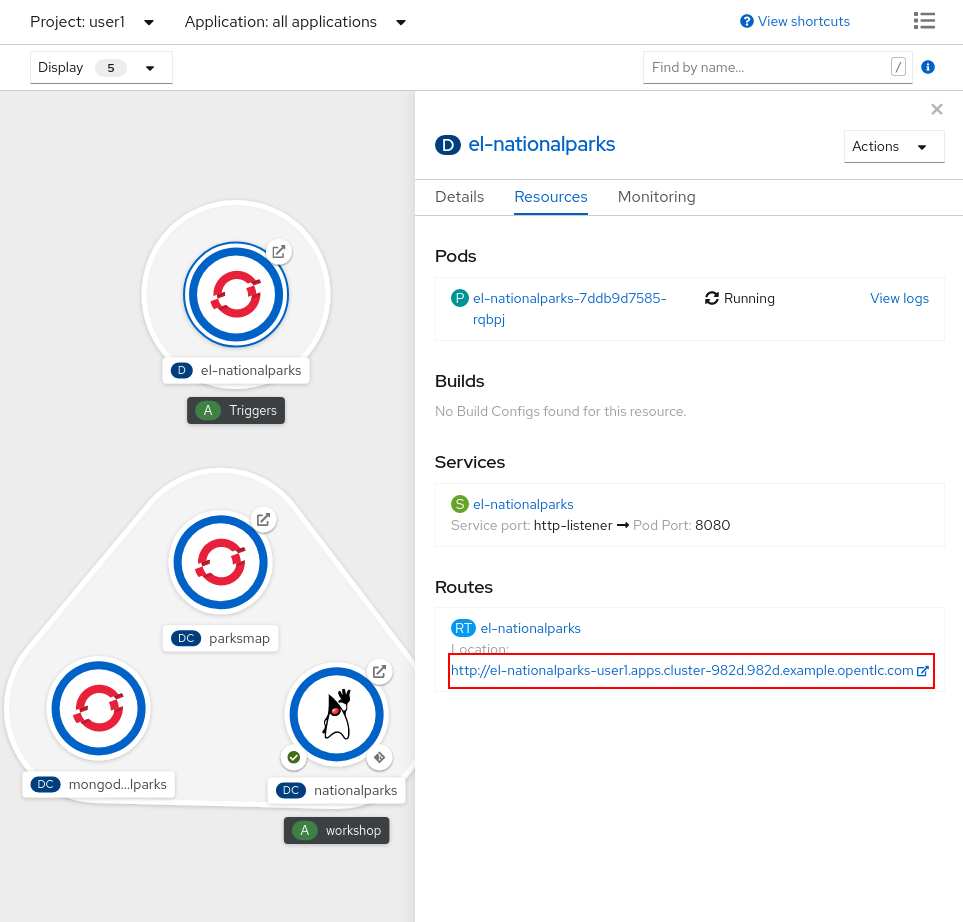 Project: user1 Application: all applications View shortcuts
Display 5 Find by name... /
D el-nationalparks
Actions
Details Resources Monitoring
Pods
P el-nationalparks-7ddb9d7585-
rqbpj
Running View logs
Builds
No Build Configs found for this resource.
Services
S el-nationalparks
Service port: http-listener → Pod Port: 8080
Routes
RT el-nationalparks
Location:
http://el-nationalparks-user1.apps.cluster-982d.982d.example.opentlc.com
D el-nationalparks
A Triggers
DC parksmap
DC mongod...lparks
DC nationalparks
A workshop